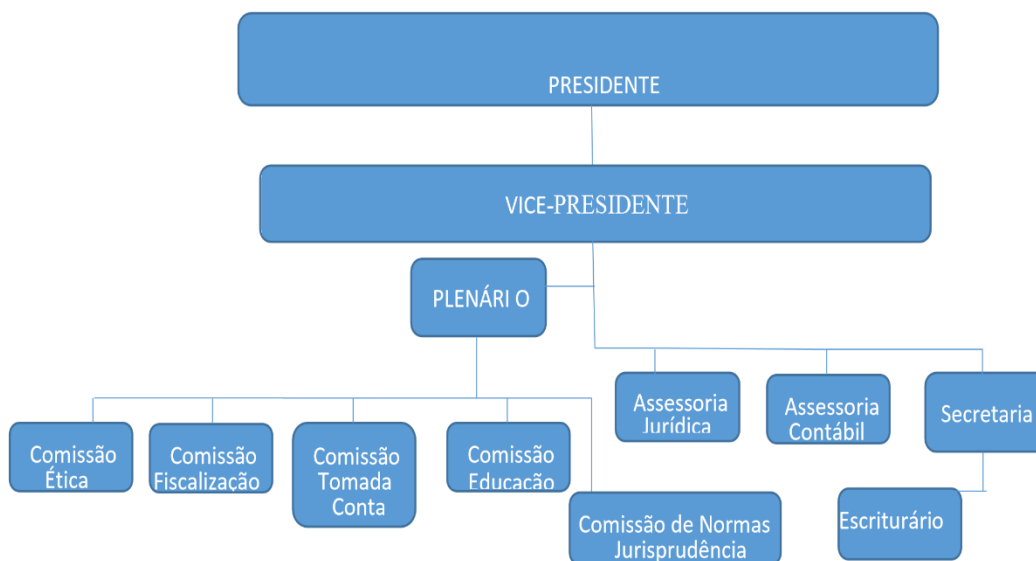 PRESIDENTE
VICE-PRESIDENTE
PLENÁRI O
Assessoria
Jurídica
Assessoria
Contábil
Secretaria
Comissão
Ética
Comissão
Fiscalização
Comissão
Tomada
Conta
Comissão
Educação
Comissão de Normas
Jurisprudência
Escriturário